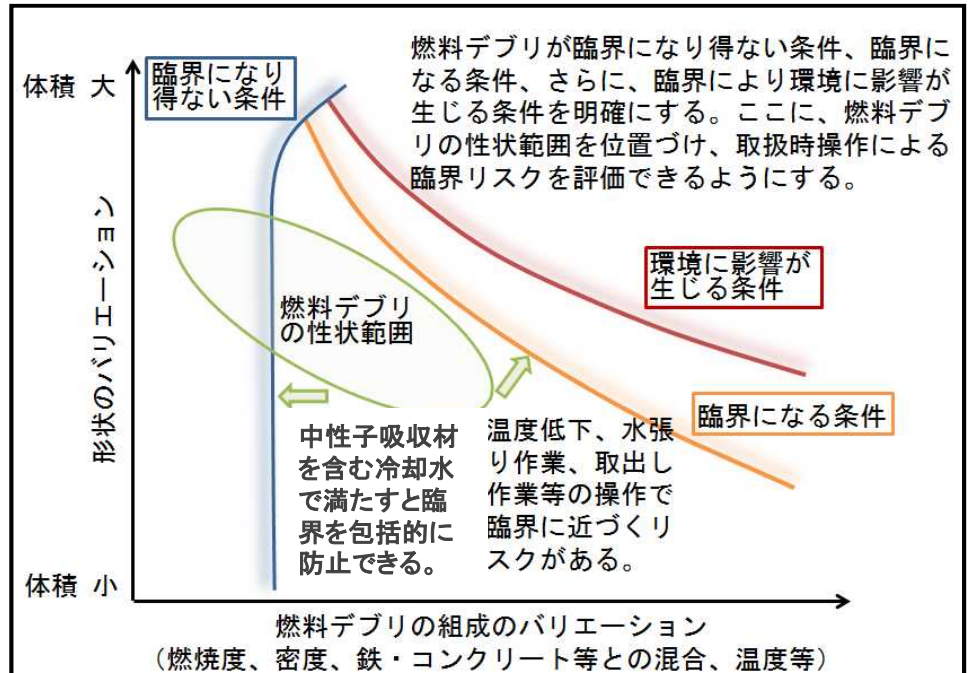 燃料デブリが臨界になり得ない条件、臨界に
なる条件、さらに、臨界により環境に影響が
生じる条件を明確にする。ここに、燃料デブ
リの性状範囲を位置づけ、取扱時操作による
臨界リスクを評価できるようにする。
体積 大
臨界になり
得ない条件
形状のバリエーション
環境に影響が
生じる条件
燃料デブリ
の性状範囲
臨界になる条件
中性子吸収材
を含む冷却水
で満たすと臨
界を包括的に
防止できる。
温度低下、水張
り作業、取出し
作業等の操作で
臨界に近づくリ
スクがある。
体積 小
燃料デブリの組成のバリエーション
（燃焼度、密度、鉄・コンクリート等との混合、温度等）